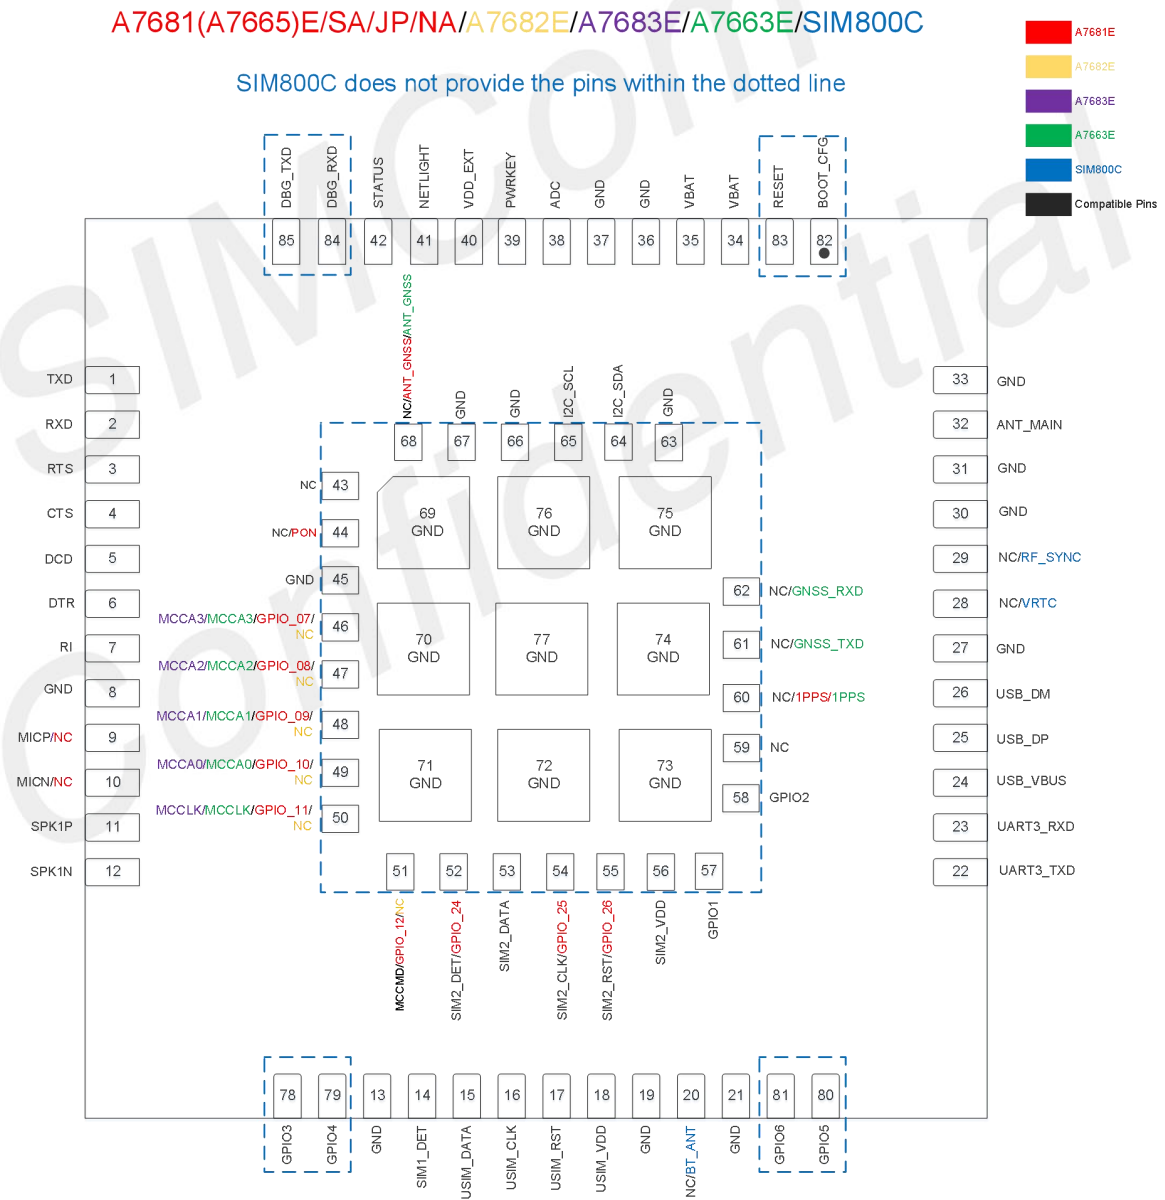 A7681(A7665)E/SA/JP/NA/A7682E/A7683E/A7663E/SIM800C
SIM800C does not provide the pins within the dotted line
A7681E
A7682E
A7683E
A7663E
SIM800C
Compatible Pins
SIMCom
Confidential
DBG_TXD
DBG_RXD
STATUS
NETLIGHT
VDD_EXT
PWRKEY
ADC
GND
GND
VBAT
VBAT
RESET
BOOT_CFG
85
84
42
41
40
39
38
37
36
35
34
83
82
TXD 1
RXD 2
RTS 3
CTS 4
DCD 5
DTR 6
RI 7
GND 8
MICP/NC 9
MICN/NC 10
SPK1P 11
SPK1N 12
NC/ANT_GNSS/ANT_GNSS
GND
GND
I2C_SCL
I2C_SDA
GND
68
67
66
65
64
63
NC 43
NC/PON 44
GND 45
MCCA3/MCCA3/GPIO_07/
NC
46
MCCA2/MCCA2/GPIO_08/
NC
47
MCCA1/MCCA1/GPIO_09/
NC
48
MCCA0/MCCA0/GPIO_10/
NC
49
MCCLK/MCCLK/GPIO_11/
NC
50
69
GND
76
GND
75
GND
70
GND
77
GND
74
GND
71
GND
72
GND
73
GND
62 NC/GNSS_RXD
61 NC/GNSS_TXD
60 NC/1PPS/1PPS
59 NC
58 GPIO2
51
52
53
54
55
56
57
MCCMD/GPIO_12/NC
SIM2_DET/GPIO_24
SIM2_DATA
SIM2_CLK/GPIO_25
SIM2_RST/GPIO_26
SIM2_VDD
GPIO1
33 GND
32 ANT_MAIN
31 GND
30 GND
29 NC/RF_SYNC
28 NC/VRTC
27 GND
26 USB_DM
25 USB_DP
24 USB_VBUS
23 UART3_RXD
22 UART3_TXD
78
79
13
14
15
16
17
18
19
20
21
81
80
GPIO3
GPIO4
GND
SIM1_DET
USIM_DATA
USIM_CLK
USIM_RST
USIM_VDD
GND
NC/BT_ANT
GND
GPIO6
GPIO5